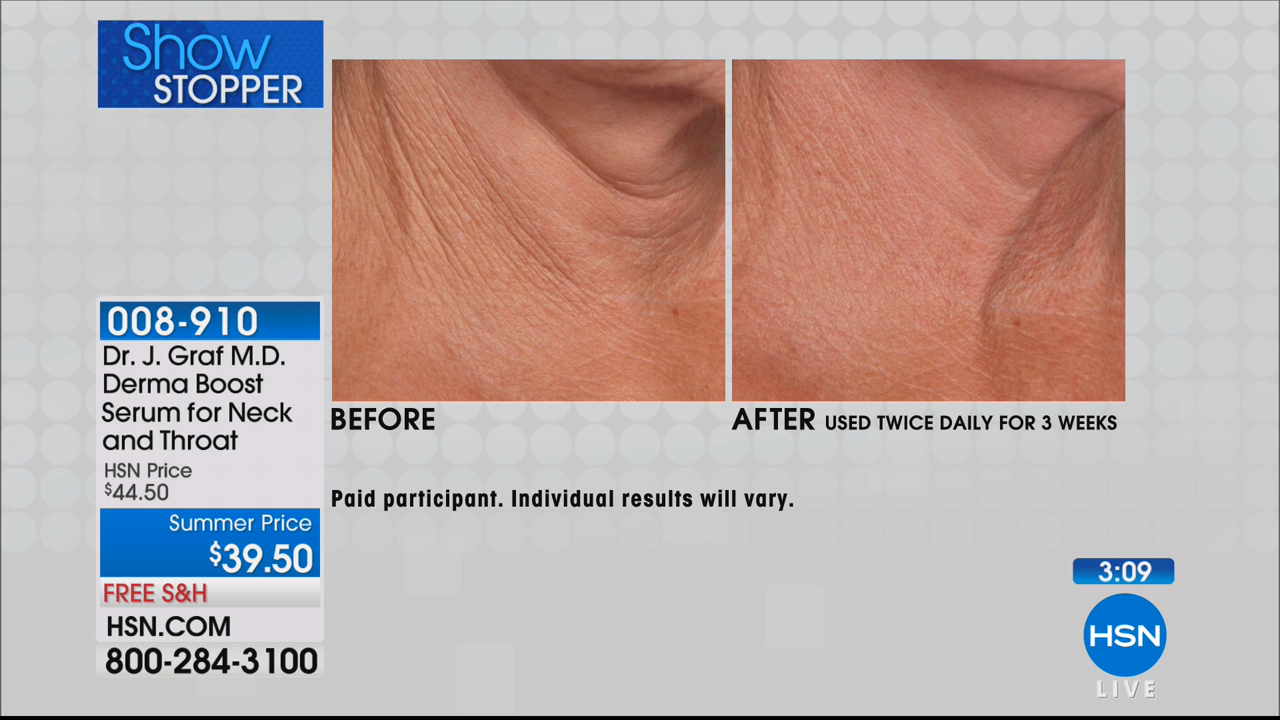 Show
STOPPER
008-910
Dr. J. Graf M.D.
Derma Boost
Serum for Neck
and Throat
HSN Price
$44.50
Summer Price
$39.50
FREE S&H
HSN.COM
800-284-3100
BEFORE
AFTER USED TWICE DAILY FOR 3 WEEKS
Paid participant. Individual results will vary.
3:09
HSN
LIVE